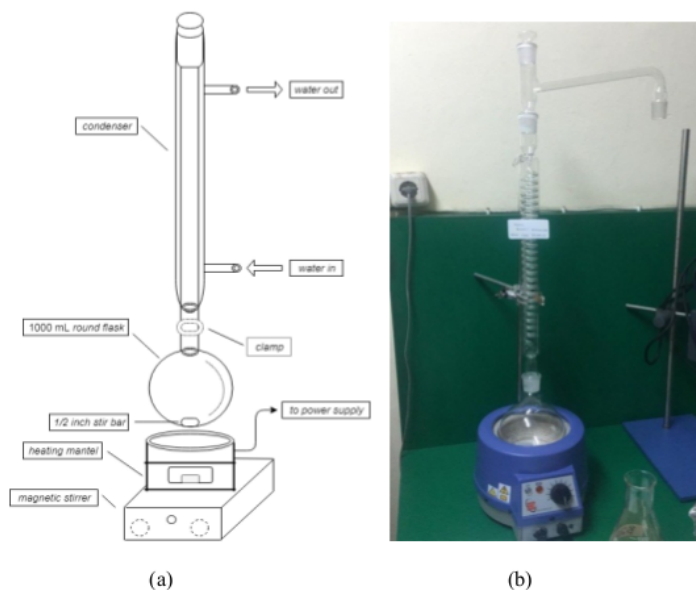 water out
condenser
water in
1000 mL round flask
clamp
1/2 inch stir bar
to power supply
heating mantel
magnetic stirrer
(a)
(b)